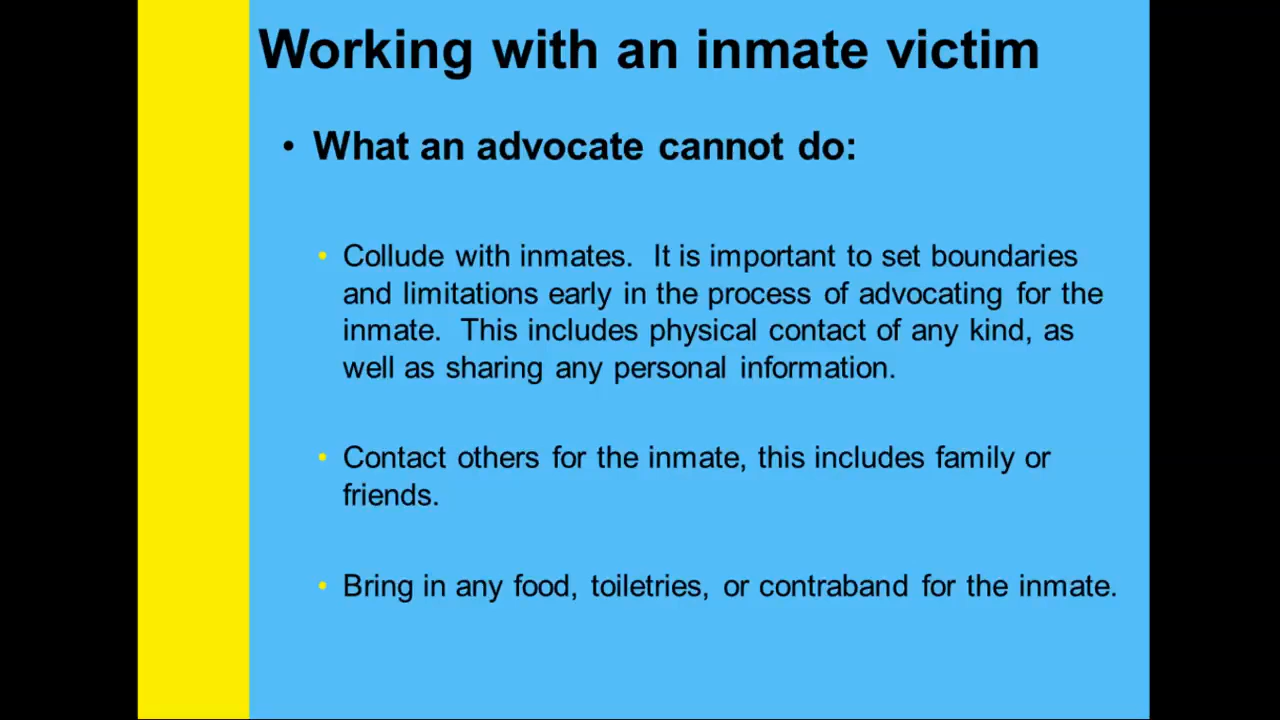 Working with an inmate victim
• What an advocate cannot do:
• Collude with inmates.  It is important to set boundaries
and limitations early in the process of advocating for the
inmate.  This includes physical contact of any kind, as
well as sharing any personal information.
• Contact others for the inmate, this includes family or
friends.
• Bring in any food, toiletries, or contraband for the inmate.